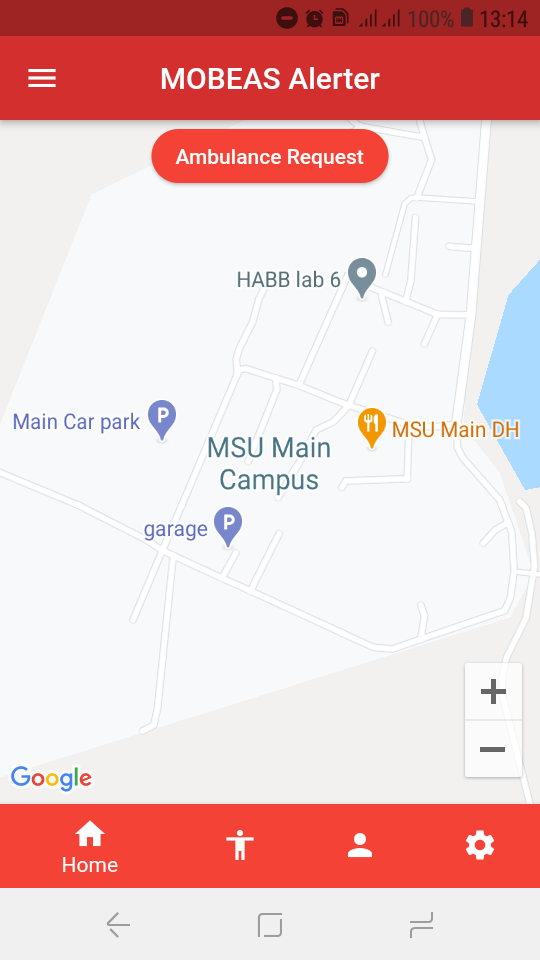 100% 13:14
MOBEAS Alerter
Ambulance Request
HABB lab 6
Main Car park
P
MSU Main DH
MSU Main
Campus
garage
P
Google
Home